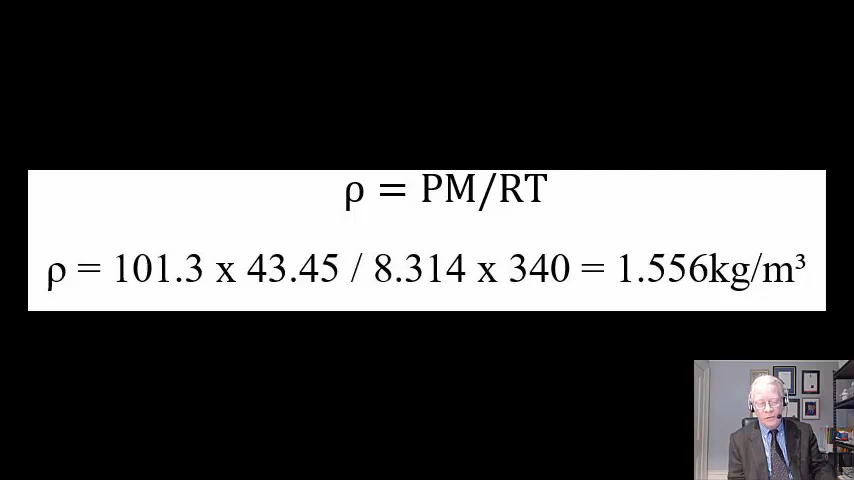 ρ = PM/RT
ρ = 101.3 x 43.45 / 8.314 x 340 = 1.556kg/m³